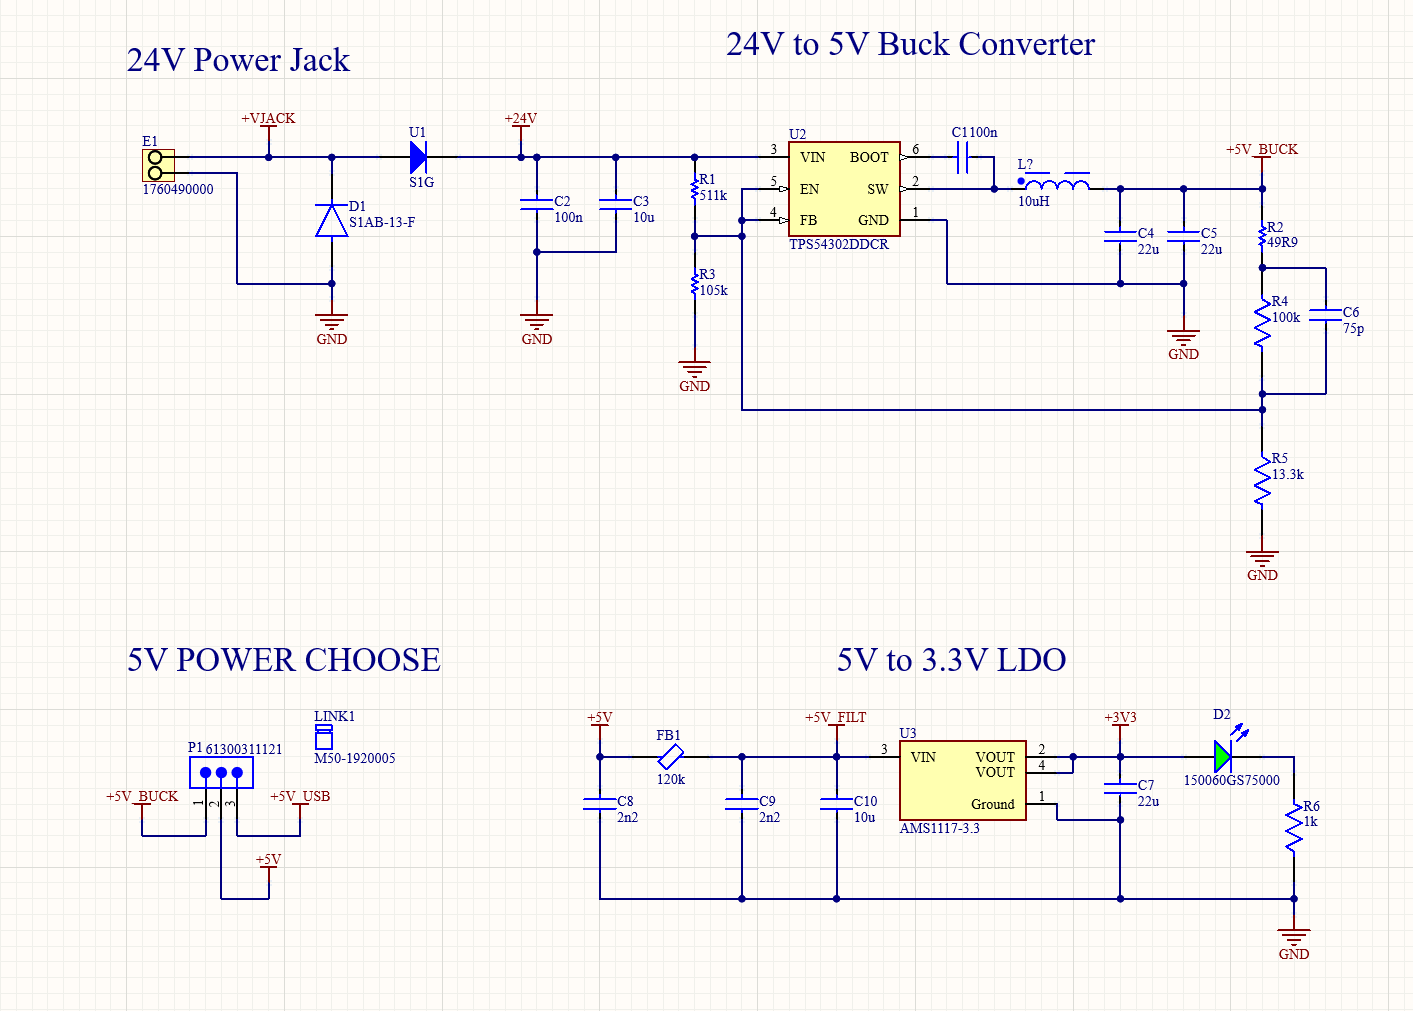 24V Power Jack
24V to 5V Buck Converter
+VJACK
E1
1760490000
D1
S1AB-13-F
GND
U1
S1G
+24V
C2
100n
C3
10u
GND
R1
511k
R3
105k
GND
U2
3
VIN
BOOT
6
5
EN
SW
2
4
FB
GND
1
TPS54302DDCR
C1 100n
L?
10uH
C4
22u
C5
22u
GND
+5V_BUCK
R2
49R9
R4
100k
C6
75p
R5
13.3k
GND
5V POWER CHOOSE
5V to 3.3V LDO
LINK1
M50-1920005
P1 61300311121
+5V_BUCK
1
2
3
+5V_USB
+5V
+5V
FB1
120k
C8
2n2
C9
2n2
+5V_FILT
C10
10u
U3
3
VIN
VOUT
2
VOUT
4
Ground
1
AMS1117-3.3
+3V3
C7
22u
D2
150060GS75000
R6
1k
GND